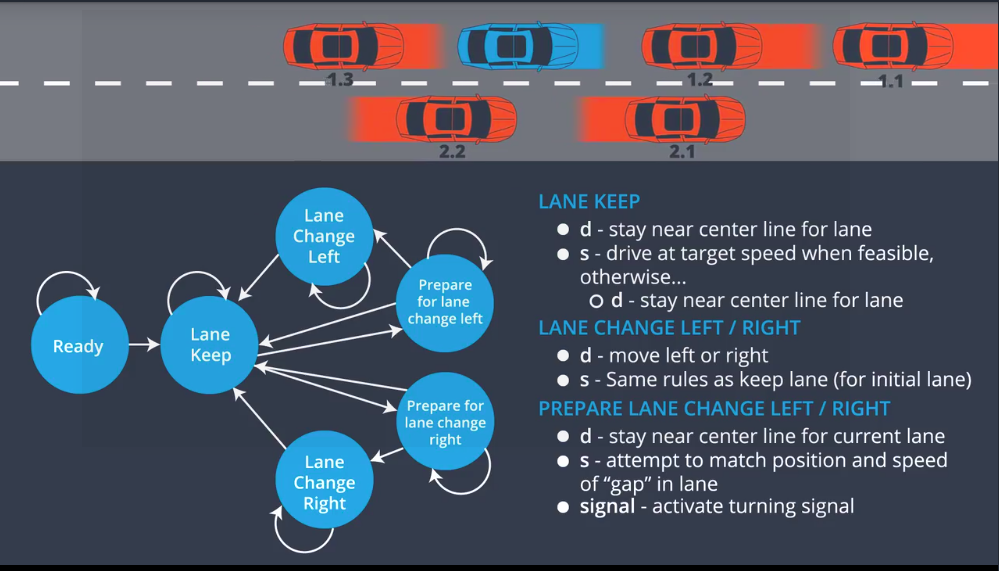 1.3
1.2
1.1
2.2
2.1
Lane
Change
Left
Prepare
for lane
change left
Ready
Lane
Keep
Prepare for
lane change
right
Lane
Change
Right
LANE KEEP
d - stay near center line for lane
s - drive at target speed when feasible,
otherwise...
d - stay near center line for lane
LANE CHANGE LEFT / RIGHT
d - move left or right
s - Same rules as keep lane (for initial lane)
PREPARE LANE CHANGE LEFT / RIGHT
d - stay near center line for current lane
s - attempt to match position and speed
of “gap” in lane
signal - activate turning signal